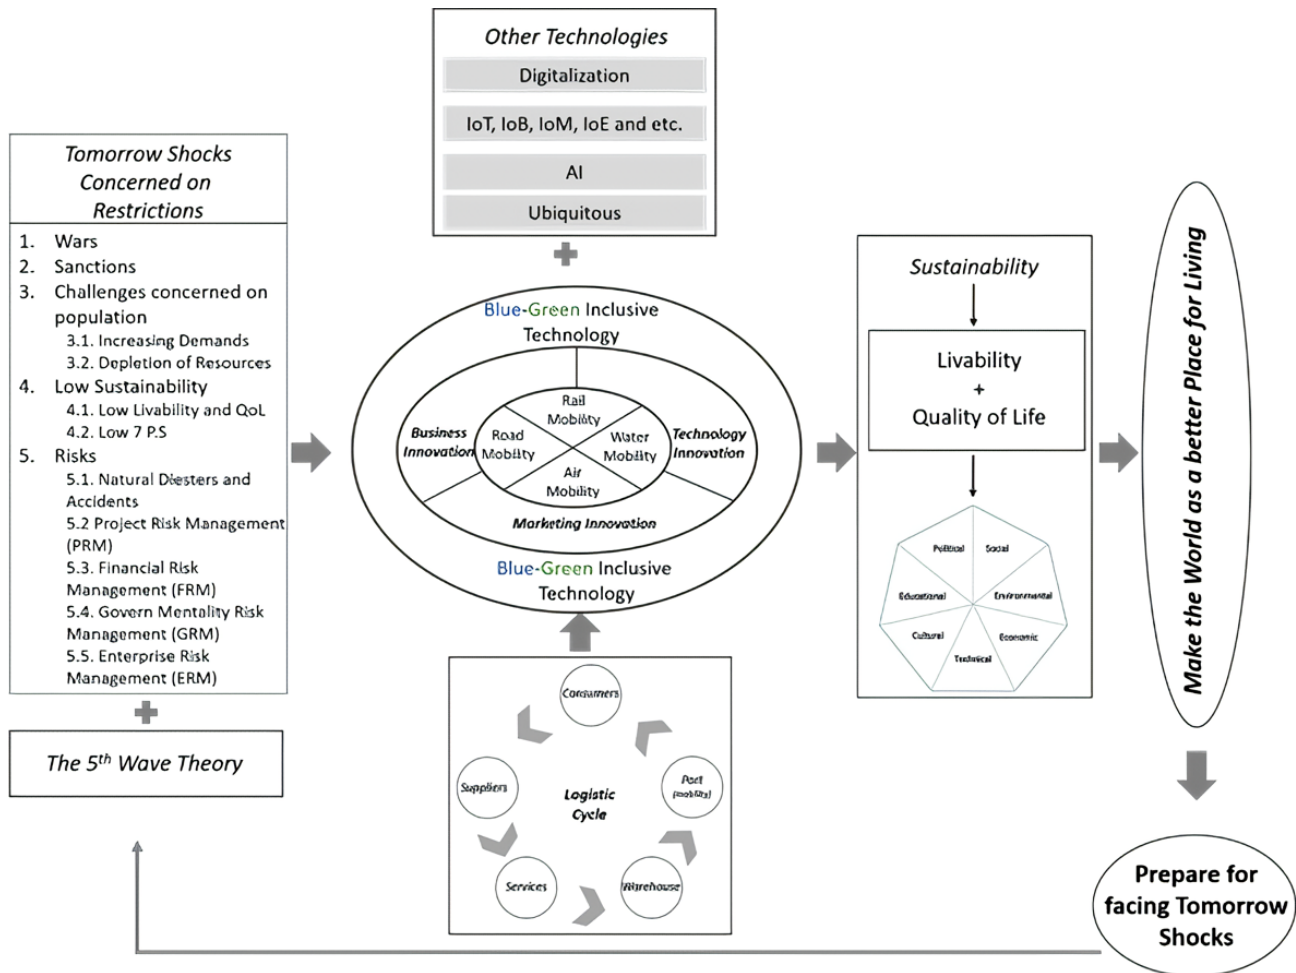 Other Technologies
Digitalization
IoT, IoB, IoM, IoE and etc.
AI
Ubiquitous
Tomorrow Shocks
Concerned on
Restrictions
1. Wars
2. Sanctions
3. Challenges concerned on
population
3.1. Increasing Demands
3.2. Depletion of Resources
4. Low Sustainability
4.1. Low Livability and QoL
4.2. Low 7 P.S
5. Risks
5.1. Natural Diesters and
Accidents
5.2 Project Risk Management
(PRM)
5.3. Financial Risk
Management (FRM)
5.4. Govern Mentality Risk
Management (GRM)
5.5. Enterprise Risk
Management (ERM)
The 5th Wave Theory
Blue-Green Inclusive
Technology
Business
Innovation
Technology
Innovation
Marketing Innovation
Rail
Mobility
Road
Mobility
Water
Mobility
Air
Mobility
Blue-Green Inclusive
Technology
Consumers
Suppliers
Services
Warehouse
(mobility)
Logistic
Cycle
Sustainability
Livability
+
Quality of Life
Political
Social
Educational
Environmental
Cultural
Economic
Technical
Make the World as a better Place for Living
Prepare for
facing Tomorrow
Shocks